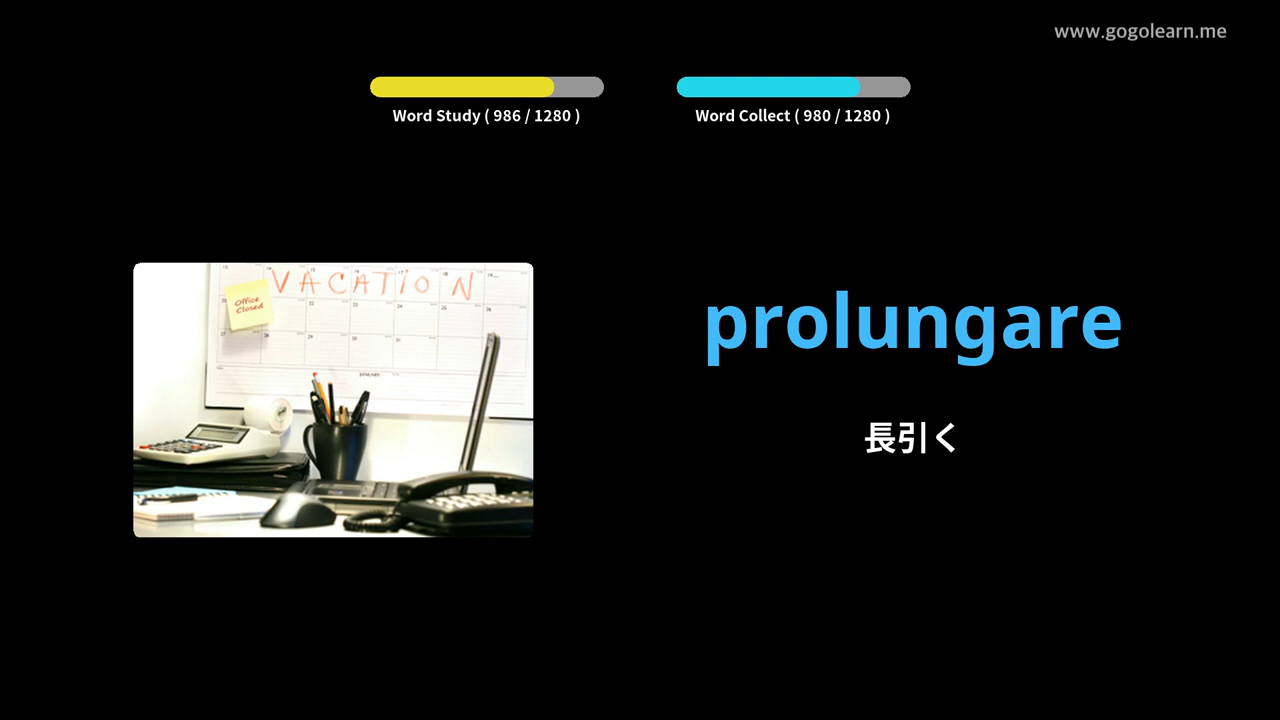 www.gogolearn.me
Word Study ( 986 / 1280 )
Word Collect ( 980 / 1280 )
VACATION
Office
Closed
prolungare
長引く